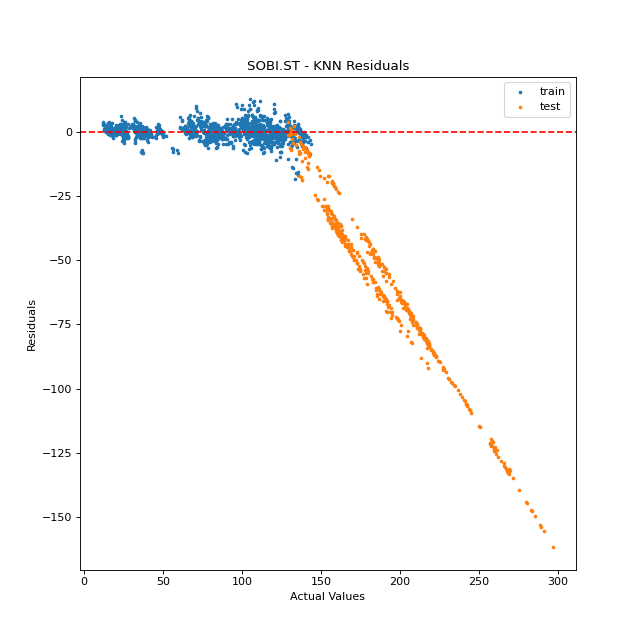 SOBI.ST - KNN Residuals
train
test
0
−25
−50
−75
−100
−125
−150
Residuals
0 50 100 150 200 250 300
Actual Values